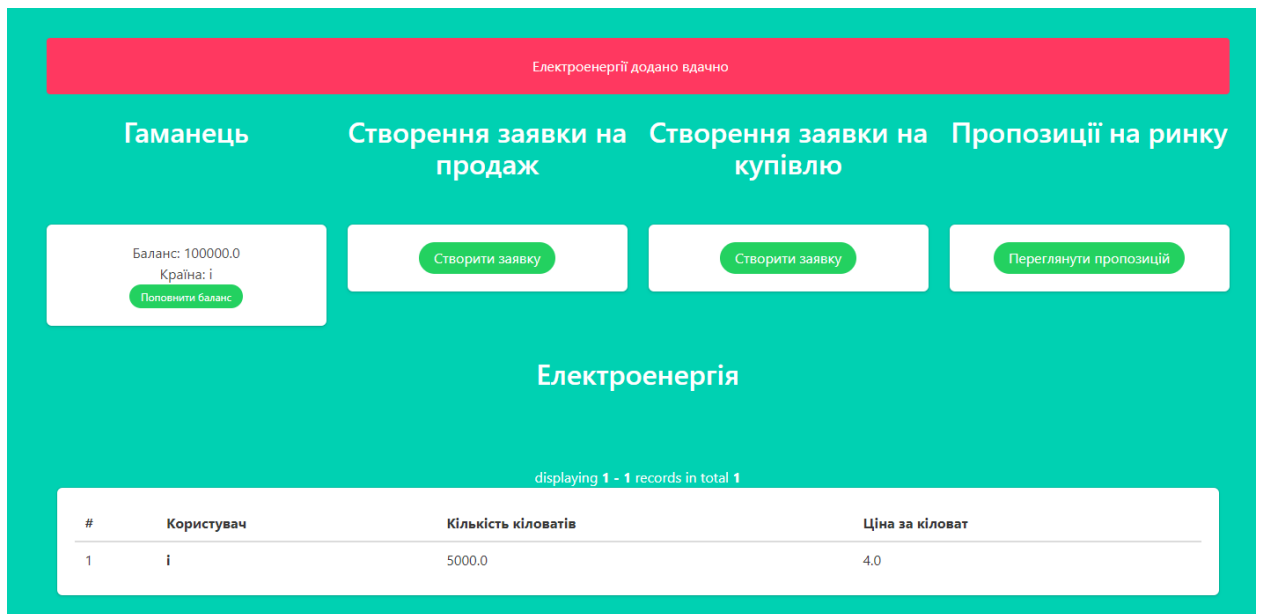 Електроенергії додано вдачно
Гаманець
Створення заявки на
продаж
Створення заявки на
купівлю
Пропозиції на ринку
Баланс: 100000.0
Країна: і
Поповнити баланс
Створити заявку
Створити заявку
Переглянути пропозицій
Електроенергія
displaying 1 - 1 records in total 1
# Користувач Кількість кіловатів Ціна за кіловат
1 і 5000.0 4.0